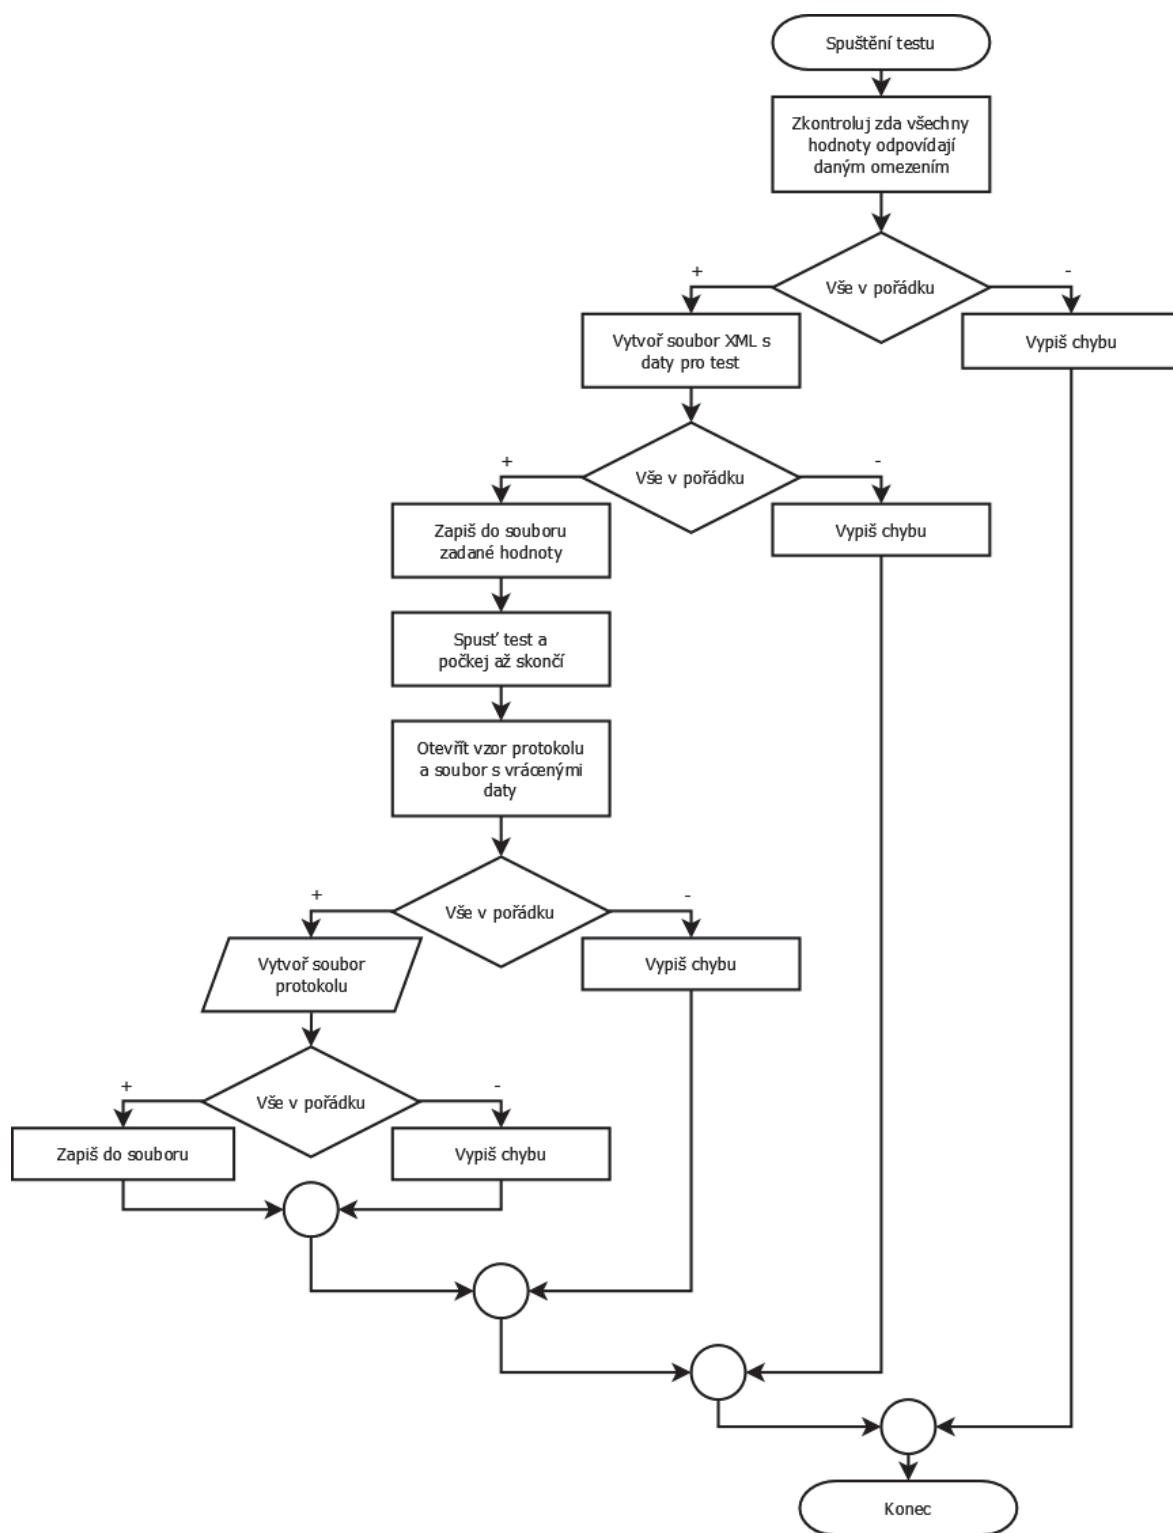 Spuštění testu
Zkontroluj zda všechny
hodnoty odpovídají
daným omezením
Vše v pořádku
+
-
Vytvoř soubor XML s
daty pro test
Vypiš chybu
Vše v pořádku
+
-
Zapiš do souboru
zadané hodnoty
Vypiš chybu
Spusť test a
počkej až skončí
Otevřít vzor protokolu
a soubor s vrácenými
daty
Vše v pořádku
+
-
Vytvoř soubor
protokolu
Vypiš chybu
Vše v pořádku
+
-
Zapiš do souboru
Vypiš chybu
Konec